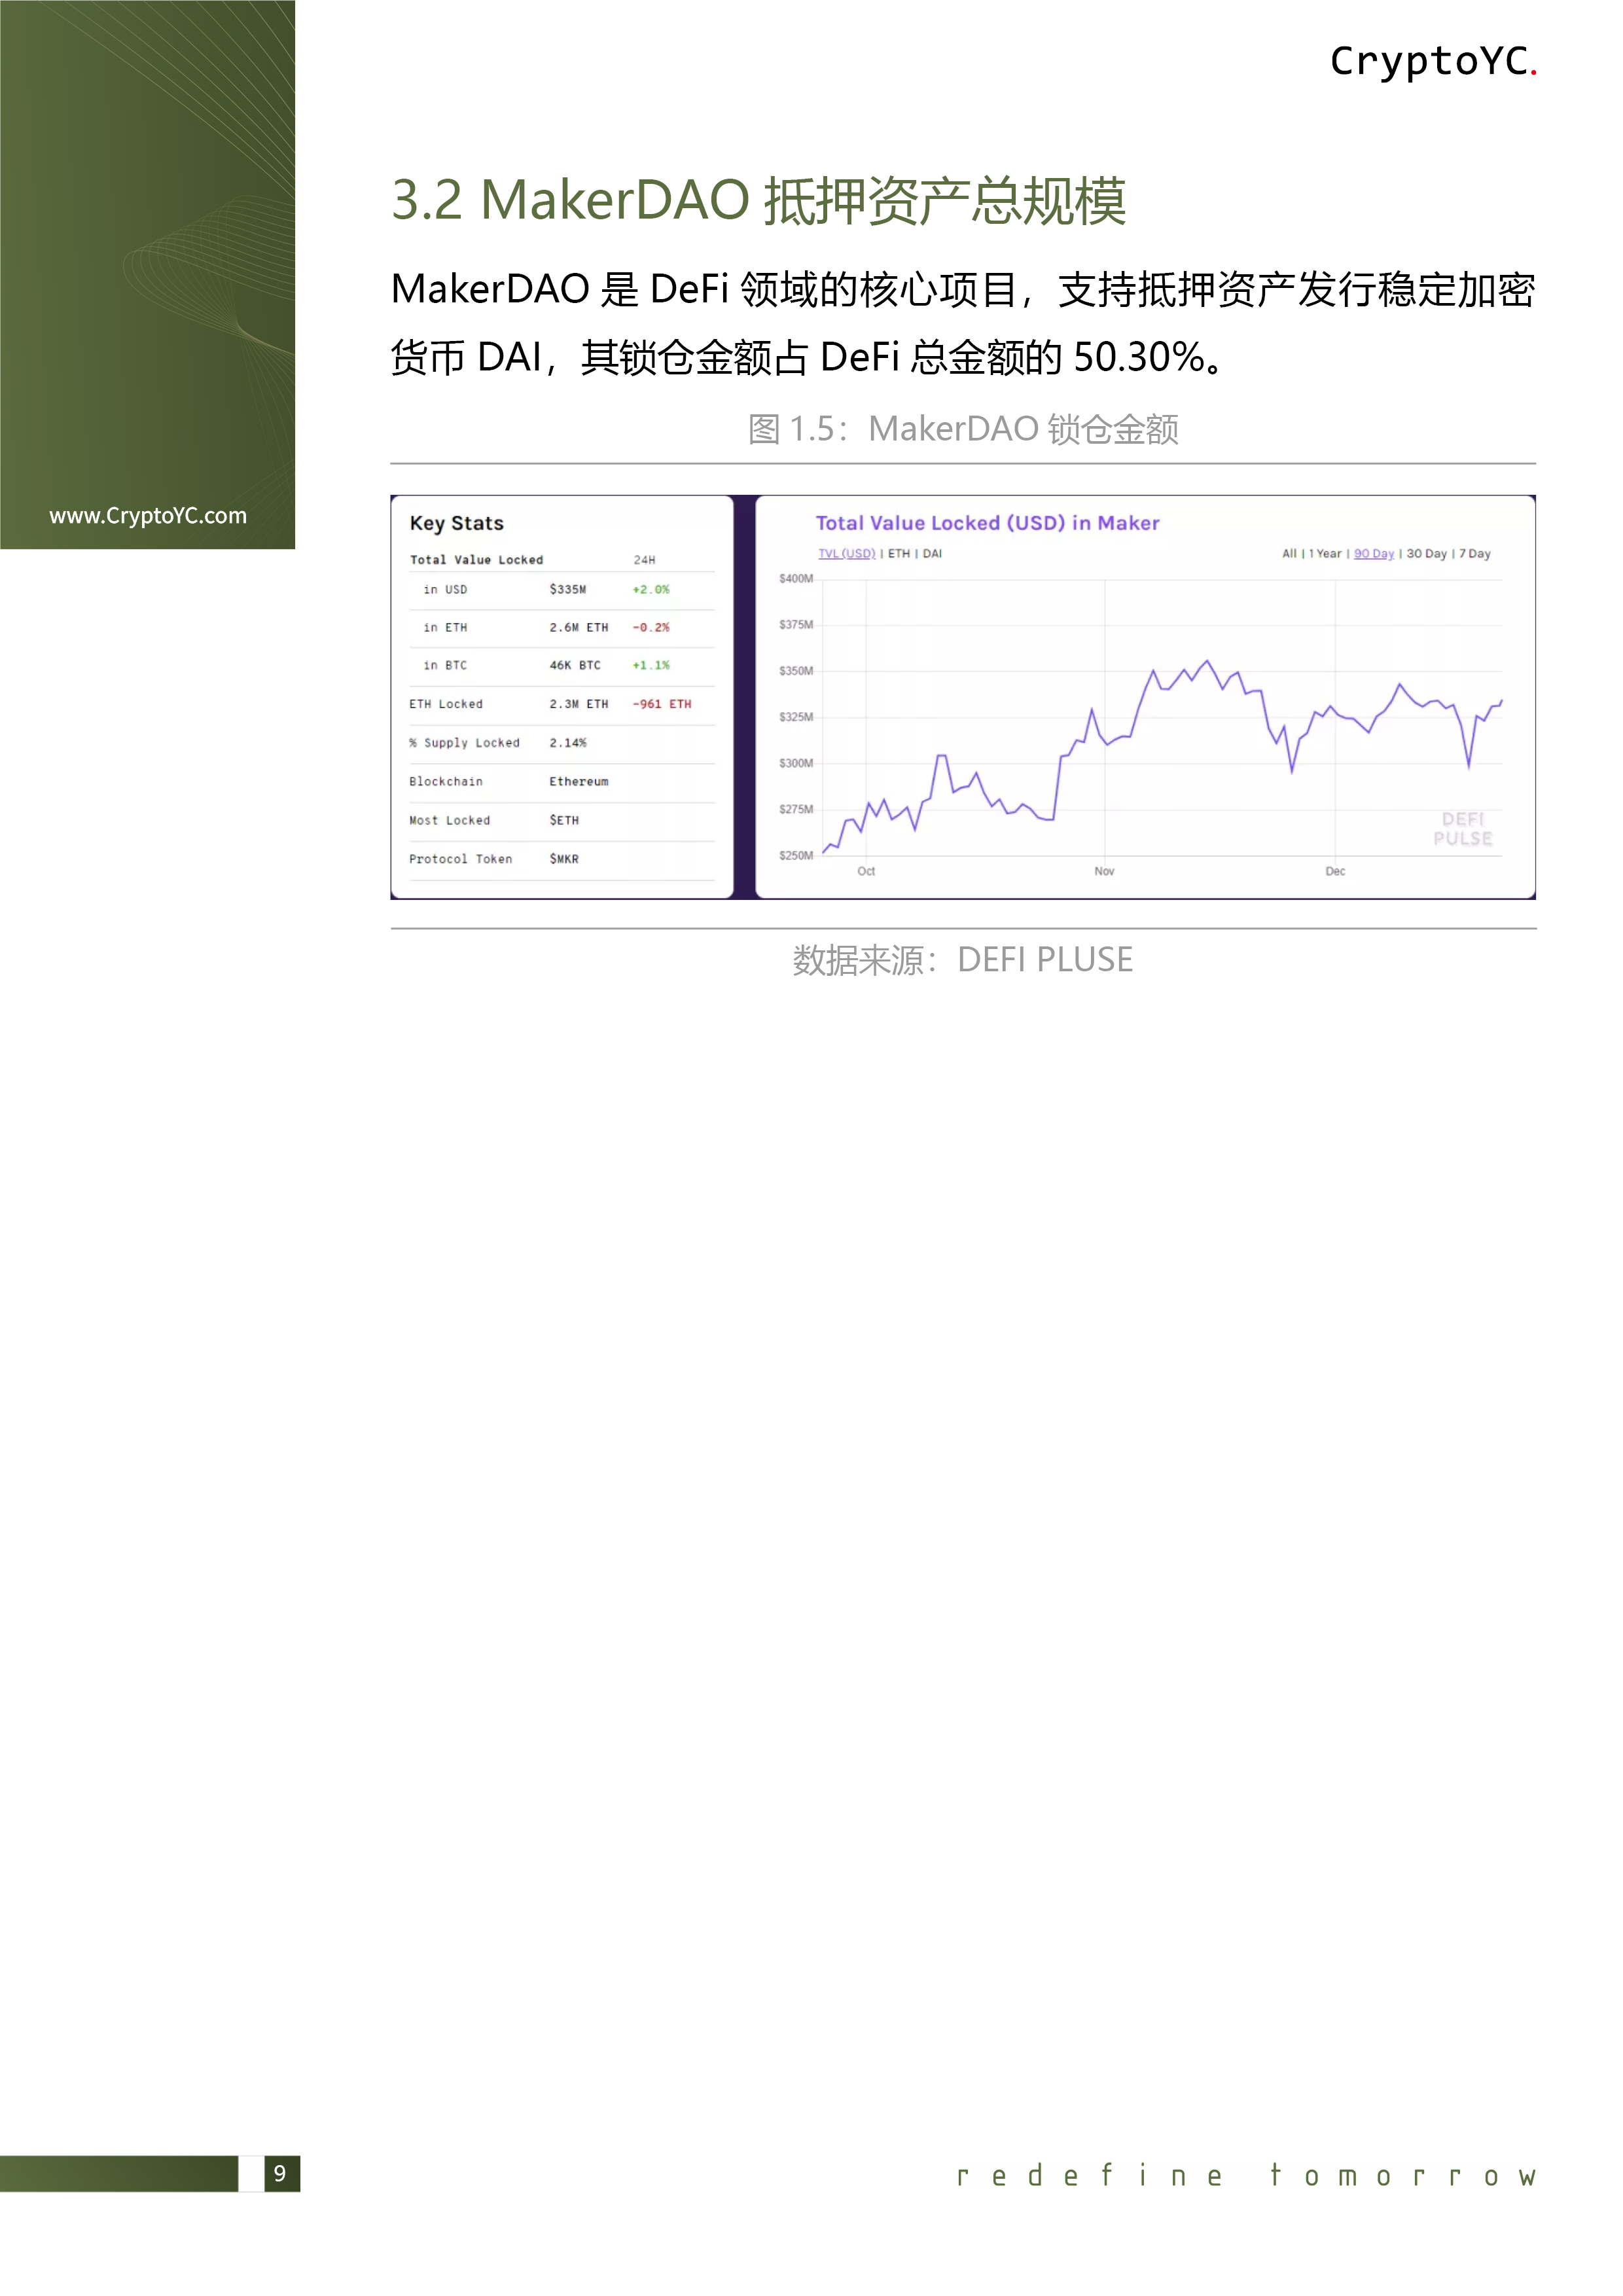 CryptoYC.
www.CryptoYC.com
3.2 MakerDAO 抵押资产总规模
MakerDAO 是 DeFi 领域的核心项目，支持抵押资产发行稳定加密
货币 DAI，其锁仓金额占 DeFi 总金额的 50.30%。
图 1.5：MakerDAO 锁仓金额
Key Stats
Total Value Locked 24H
in USD $335M +2.0%
in ETH 2.6M ETH -0.2%
in BTC 46K BTC +1.1%
ETH Locked 2.3M ETH -961 ETH
% Supply Locked 2.14%
Blockchain Ethereum
Most Locked $ETH
Protocol Token $MKR
Total Value Locked (USD) in Maker
TVL (USD) | ETH | DAI All | 1 Year | 90 Day | 30 Day | 7 Day
$400M
$375M
$350M
$325M
$300M
$275M
$250M
DEFI
PULSE
Oct Nov Dec
数据来源：DEFI PLUSE
9
redefine tomorrow